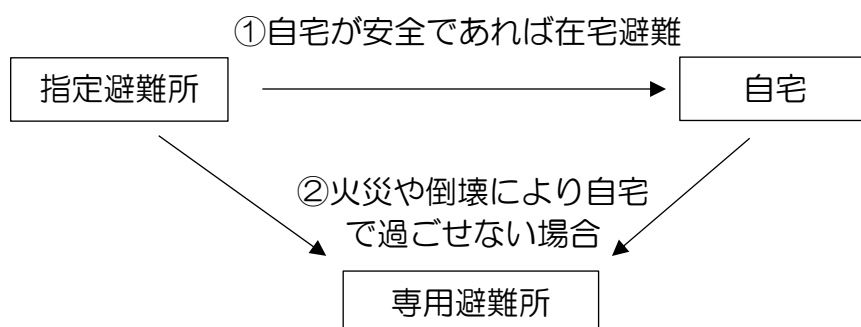 ①自宅が安全であれば在宅避難
指定避難所
自宅
②火災や倒壊により自宅
で過ごせない場合
専用避難所